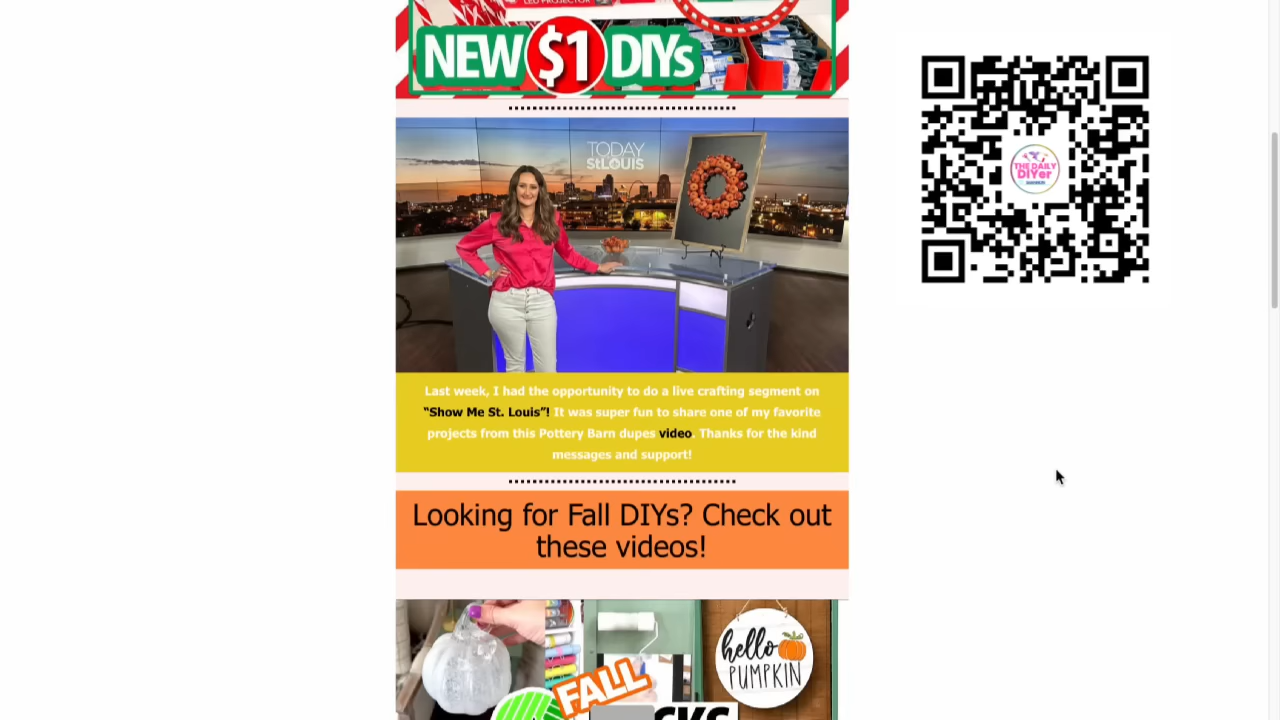 LED PROJECTOR
NEW $1 DIYs
TODAY
St LOUIS
THE DAILY
DIYer
Last week, I had the opportunity to do a live crafting segment on
“Show Me St. Louis”! It was super fun to share one of my favorite
projects from this Pottery Barn dupes video. Thanks for the kind
messages and support!
Looking for Fall DIYs? Check out
these videos!
hello
PUMPKIN
FALL